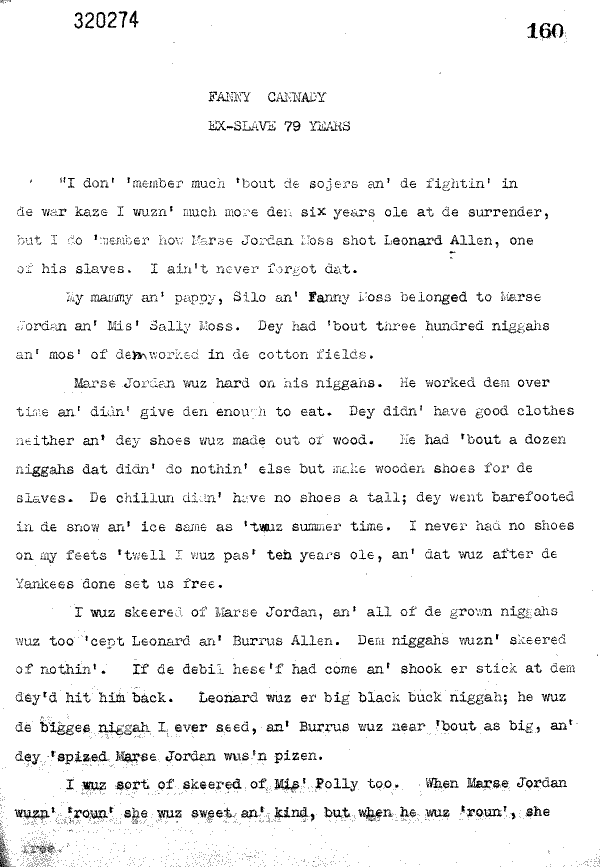 320274
160
FANNY CANNADY
EX-SLAVE 79 YEARS
"I don' 'member much 'bout de sojers an' de fightin' in
de war kaze I wuzn' much more den six years ole at de surrender,
but I do 'member how Marse Jordan Moss shot Leonard Allen, one
of his slaves. I ain't never forgot dat.
My mammy an' pappy, Silo an' Fanny Moss belonged to Marse
Jordan an' Mis' Sally Moss. Dey had 'bout three hundred niggahs
an' mos' of dem worked in de cotton fields.
Marse Jordan wuz hard on his niggahs. He worked dem over
time an' didn' give den enough to eat. Dey didn' have good clothes
neither an' dey shoes wuz made out of wood. He had 'bout a dozen
niggahs dat didn' do nothin' else but make wooden shoes for de
slaves. De chillun didn' have no shoes a tall; dey went barefooted
in de snow an' ice same as 'twuz summer time. I never had no shoes
on my feets 'twell I wuz pas' ten years ole, an' dat wuz after de
Yankees done set us free.
I wuz skeered of Marse Jordan, an' all of de grown niggahs
wuz too 'cept Leonard an' Burrus Allen. Dem niggahs wuzn' skeered
of nothin'. If de debil hese'f had come an' shook er stick at dem
dey'd hit him back. Leonard wuz er big black buck niggah; he wuz
de bigges niggah I ever seed, an' Burrus wuz near 'bout as big, an'
dey 'spized Marse Jordan wus'n pizen.
I wuz sort of skeered of Mis' Polly too. When Marse Jordan
wuzn' 'roun' she wuz sweet an' kind, but when he wuz 'roun', she